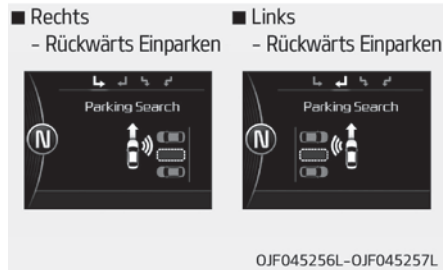 ■ Rechts
– Rückwärts Einparken
■ Links
– Rückwärts Einparken
Parking Search
N
Parking Search
N
OJF045256L-OJF045257L